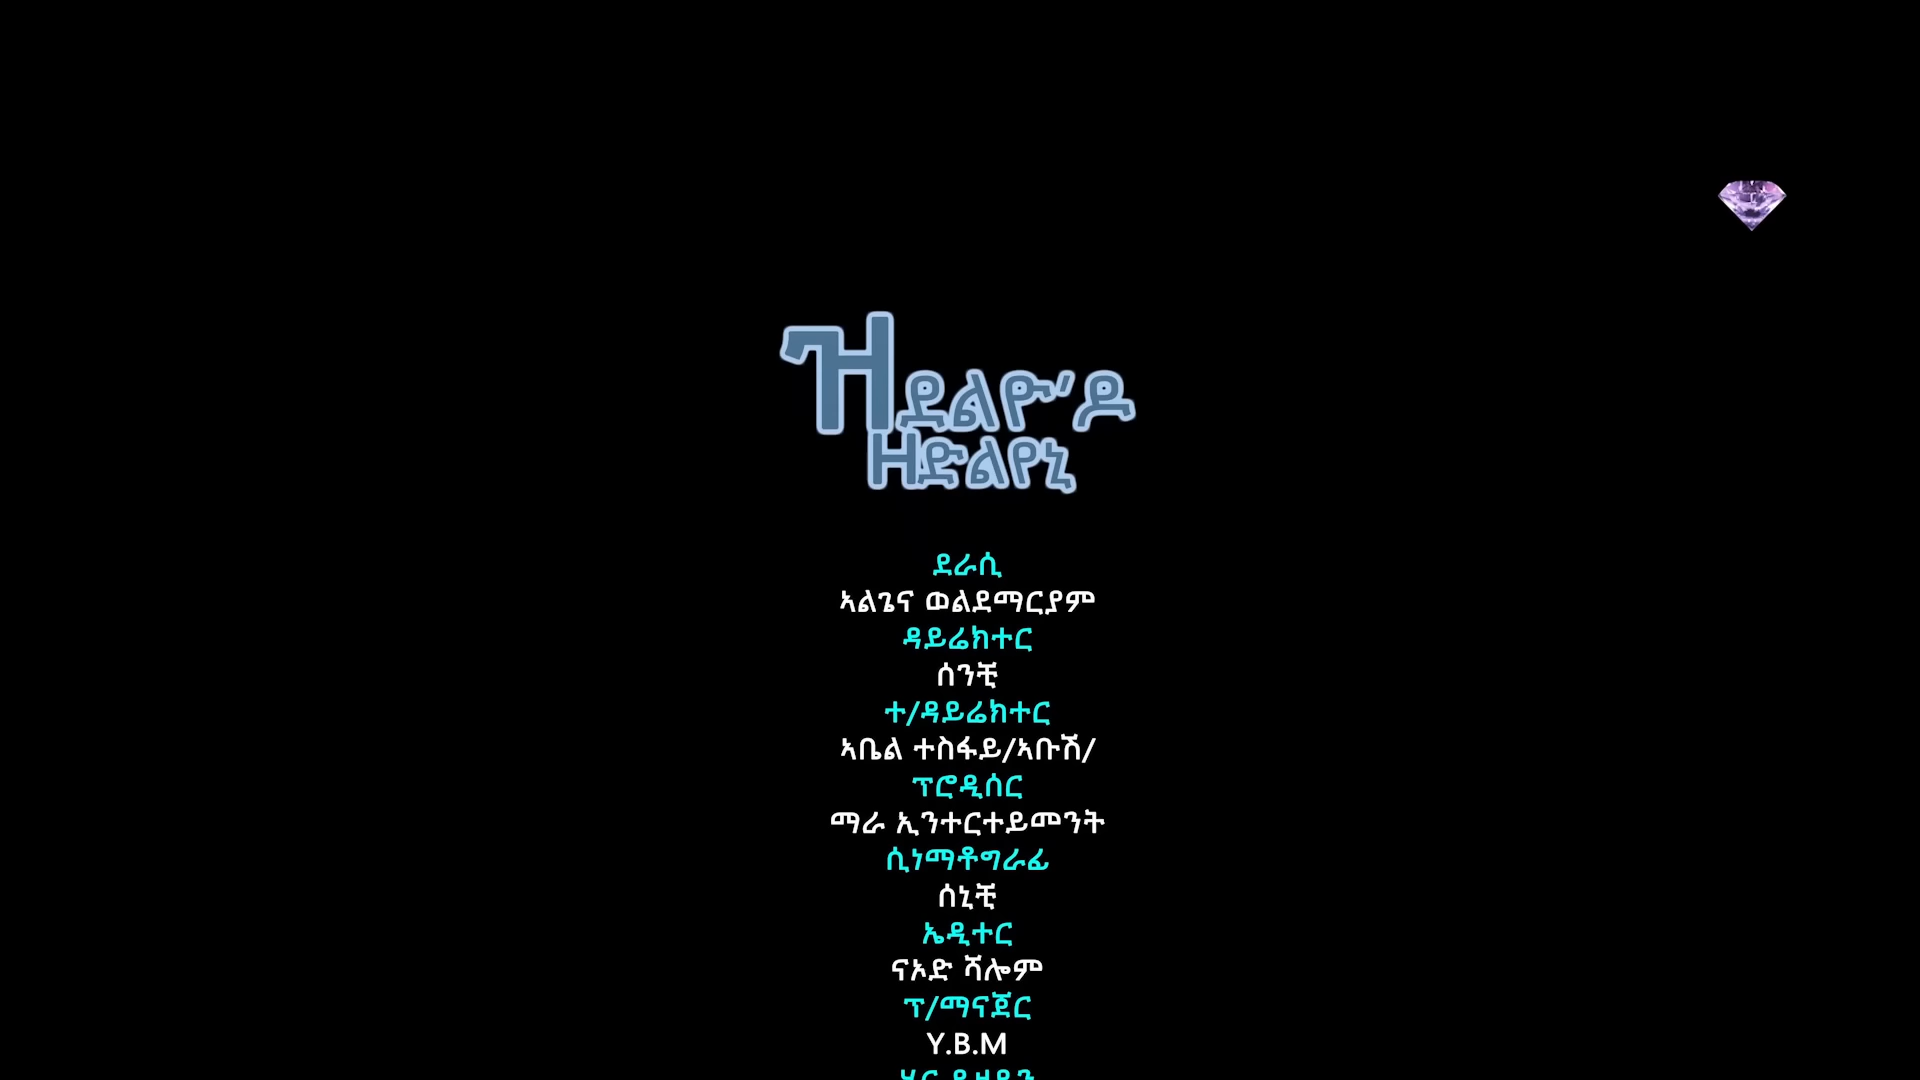 ዝደልዮ'ዶ
ዘድልየኒ
ደራሲ
ኣልጌና ወልደማርያም
ዳይሬክተር
ሰንቺ
ተ/ዳይሬክተር
ኣቤል ተስፋይ/ኣቡሽ/
ፕሮዲሰር
ማራ ኢንተርተይመንት
ሲነማቶግራፊ
ሰኒቺ
ኤዲተር
ናኦድ ሻሎም
ፕ/ማናጀር
Y.B.M